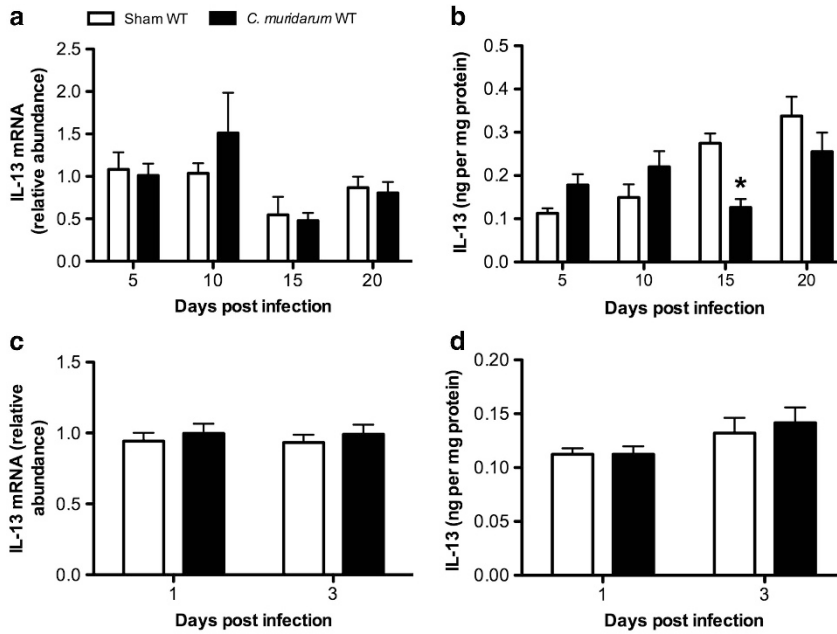 a
Sham WT
C. muridarum WT
IL-13 mRNA
(relative abundance)
2.5
2.0
1.5
1.0
0.5
0.0
5 10 15 20
Days post infection
b
IL-13 (ng per mg protein)
0.5
0.4
0.3
0.2
0.1
0.0
*
5 10 15 20
Days post infection
c
IL-13 mRNA (relative
abundance)
1.5
1.0
0.5
0.0
1 3
Days post infection
d
IL-13 (ng per mg protein)
0.20
0.15
0.10
0.05
0.00
1 3
Days post infection